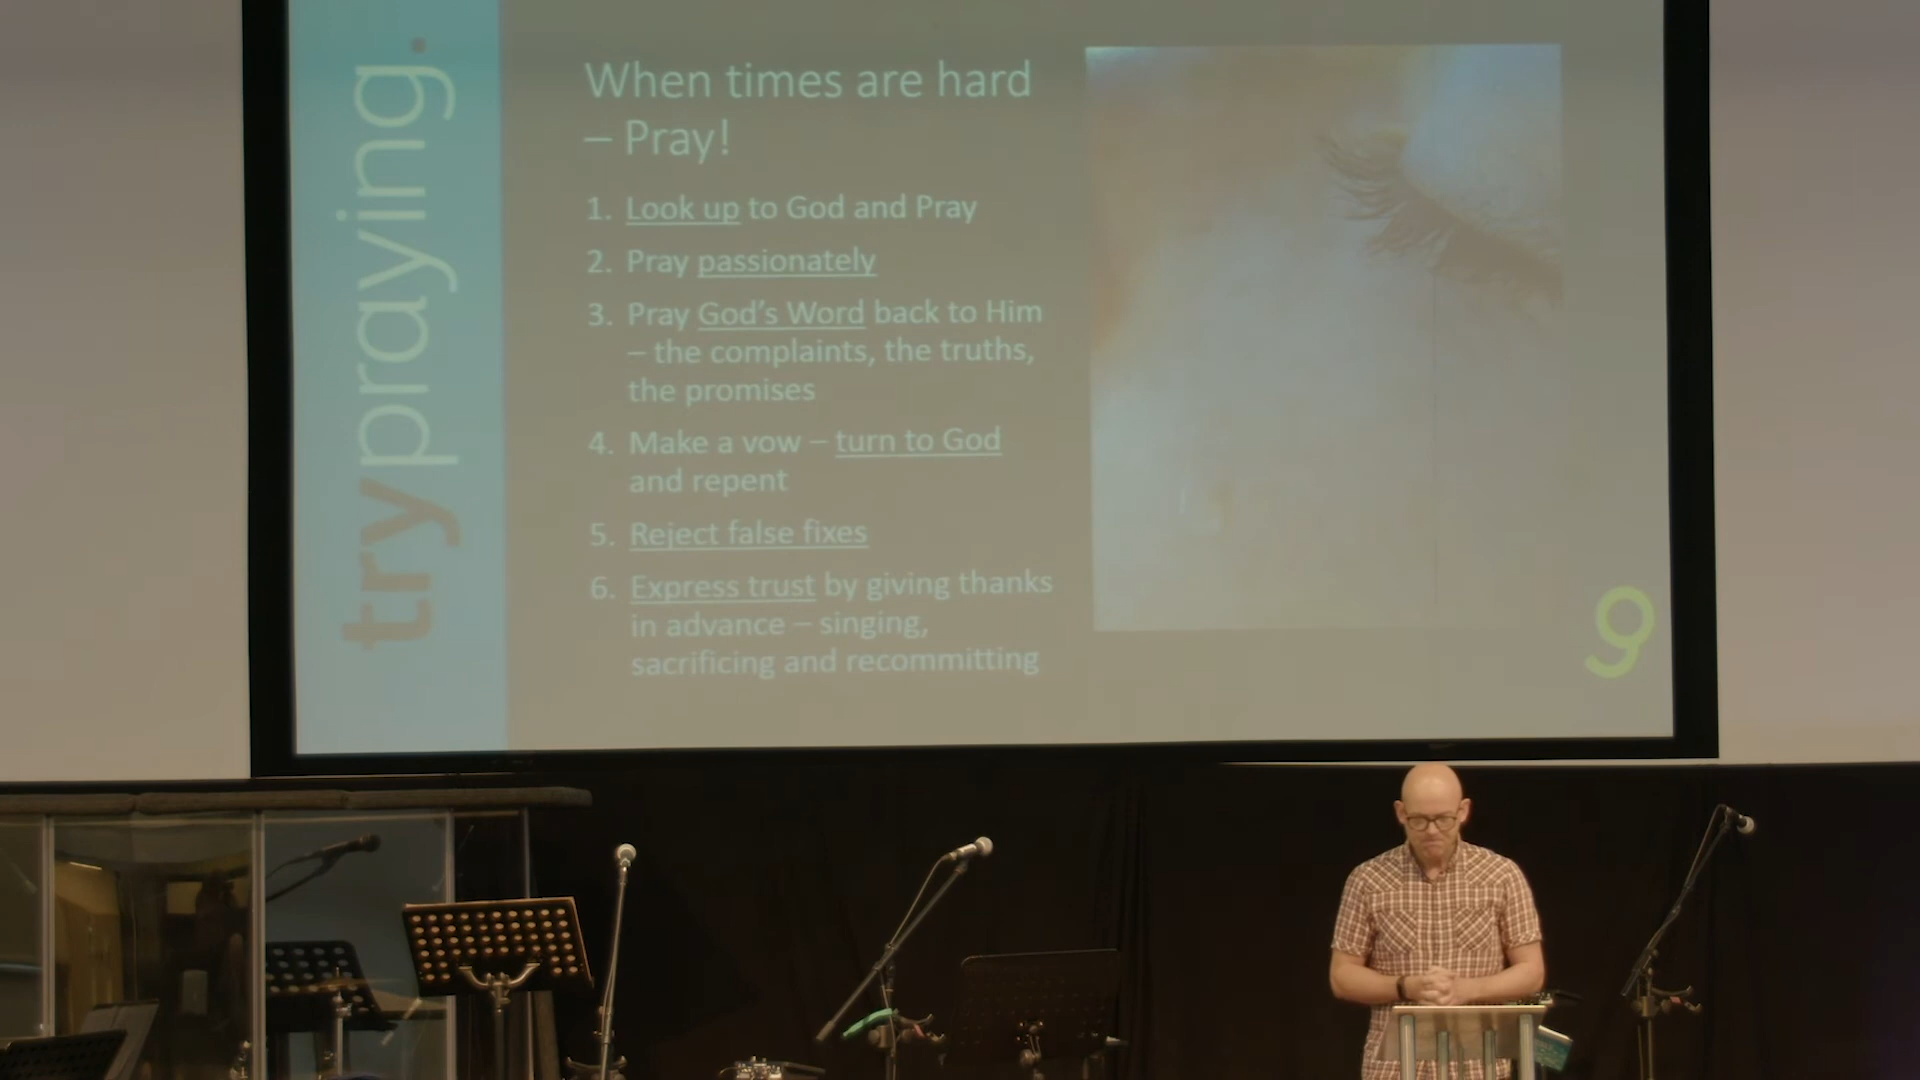 trypraying.
When times are hard
– Pray!
1. Look up to God and Pray
2. Pray passionately
3. Pray God's Word back to Him
– the complaints, the truths,
the promises
4. Make a vow – turn to God
and repent
5. Reject false fixes
6. Express trust by giving thanks
in advance – singing,
sacrificing and recommitting
9